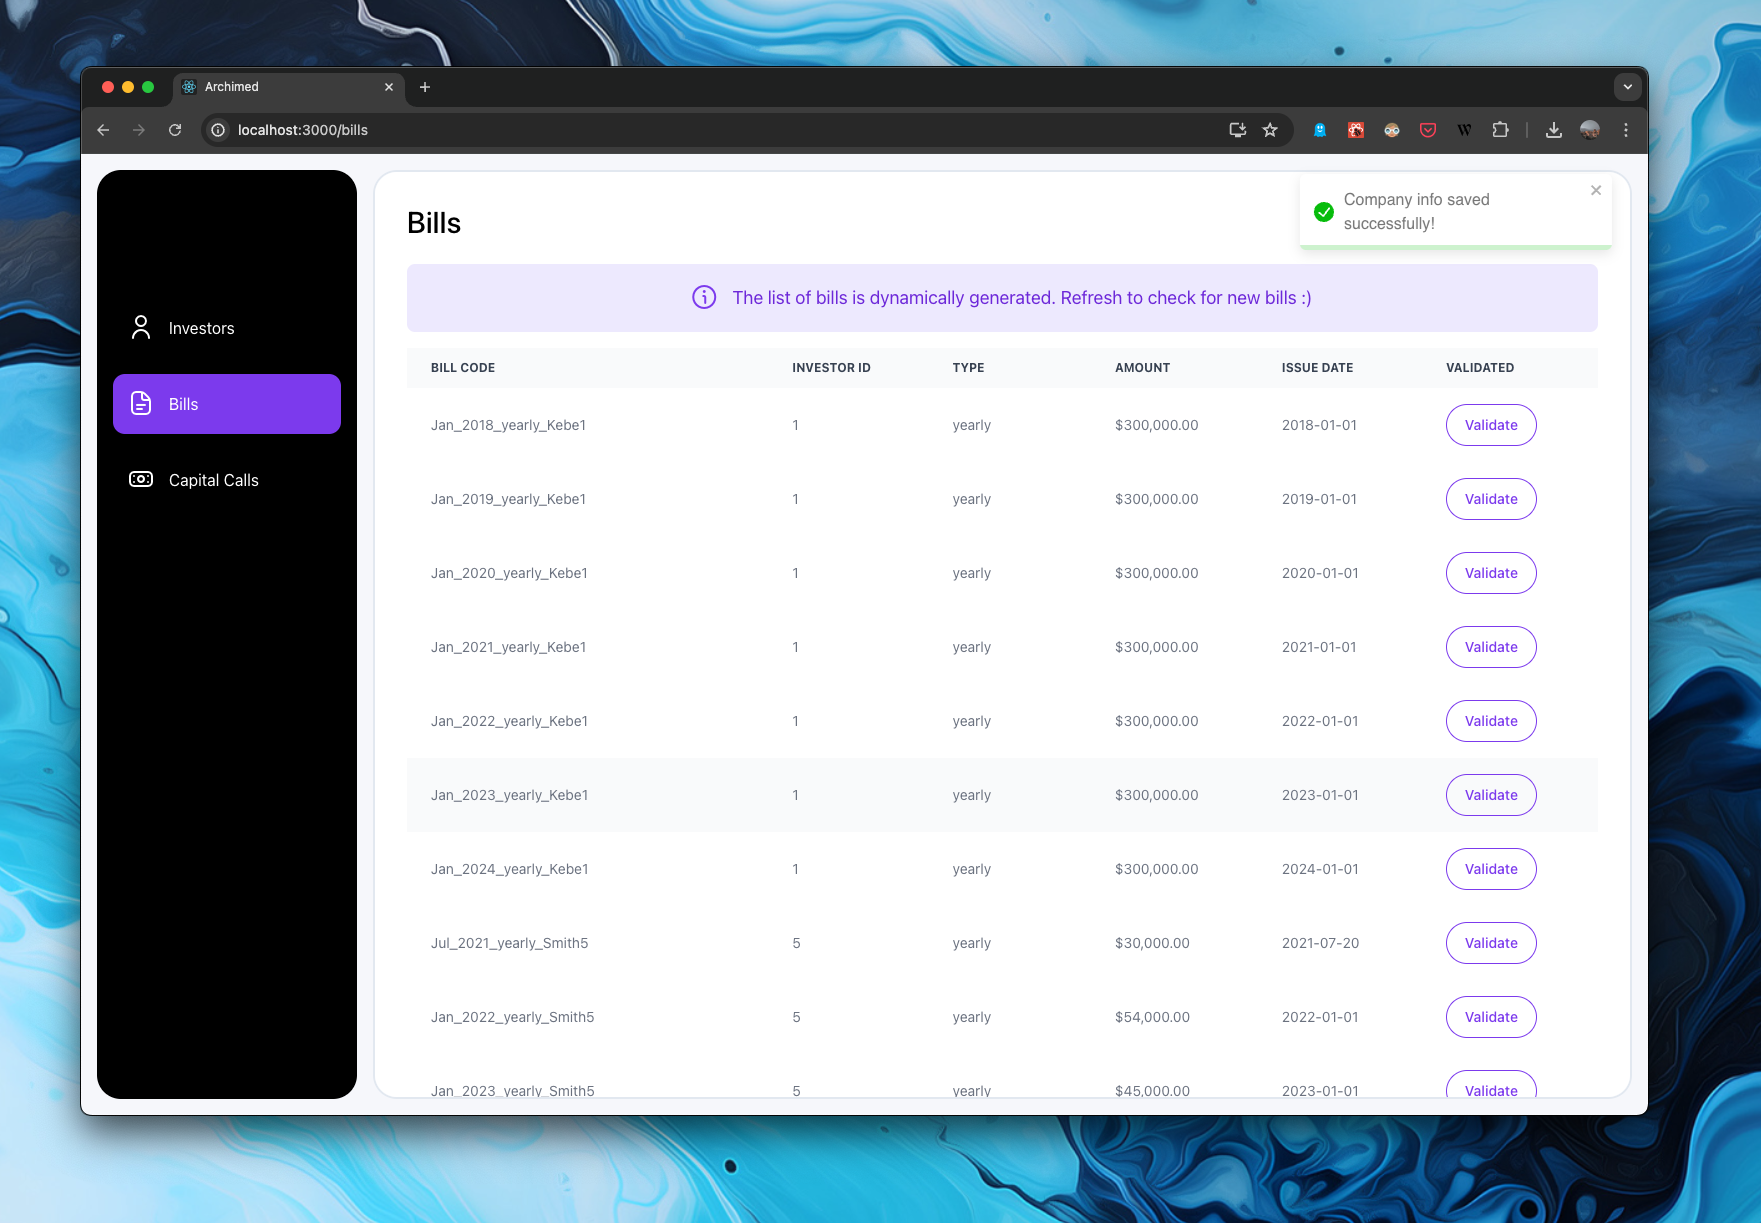 Archimed
localhost:3000/bills
W
Investors
Bills
Capital Calls
Bills
Company info saved
successfully!
The list of bills is dynamically generated. Refresh to check for new bills :)
BILL CODE INVESTOR ID TYPE AMOUNT ISSUE DATE VALIDATED
Jan_2018_yearly_Kebe1 1 yearly $300,000.00 2018-01-01 Validate
Jan_2019_yearly_Kebe1 1 yearly $300,000.00 2019-01-01 Validate
Jan_2020_yearly_Kebe1 1 yearly $300,000.00 2020-01-01 Validate
Jan_2021_yearly_Kebe1 1 yearly $300,000.00 2021-01-01 Validate
Jan_2022_yearly_Kebe1 1 yearly $300,000.00 2022-01-01 Validate
Jan_2023_yearly_Kebe1 1 yearly $300,000.00 2023-01-01 Validate
Jan_2024_yearly_Kebe1 1 yearly $300,000.00 2024-01-01 Validate
Jul_2021_yearly_Smith5 5 yearly $30,000.00 2021-07-20 Validate
Jan_2022_yearly_Smith5 5 yearly $54,000.00 2022-01-01 Validate
Jan_2023_yearly_Smith5 5 yearly $45,000.00 2023-01-01 Validate